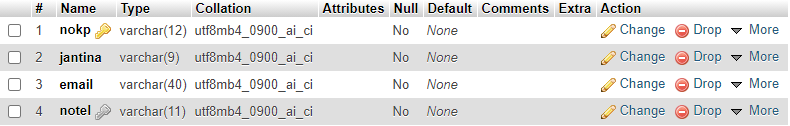 # Name Type Collation Attributes Null Default Comments Extra Action
1 nokp varchar(12) utf8mb4_0900_ai_ci No None Change Drop More
2 jantina varchar(9) utf8mb4_0900_ai_ci No None Change Drop More
3 email varchar(40) utf8mb4_0900_ai_ci No None Change Drop More
4 notel varchar(11) utf8mb4_0900_ai_ci No None Change Drop More